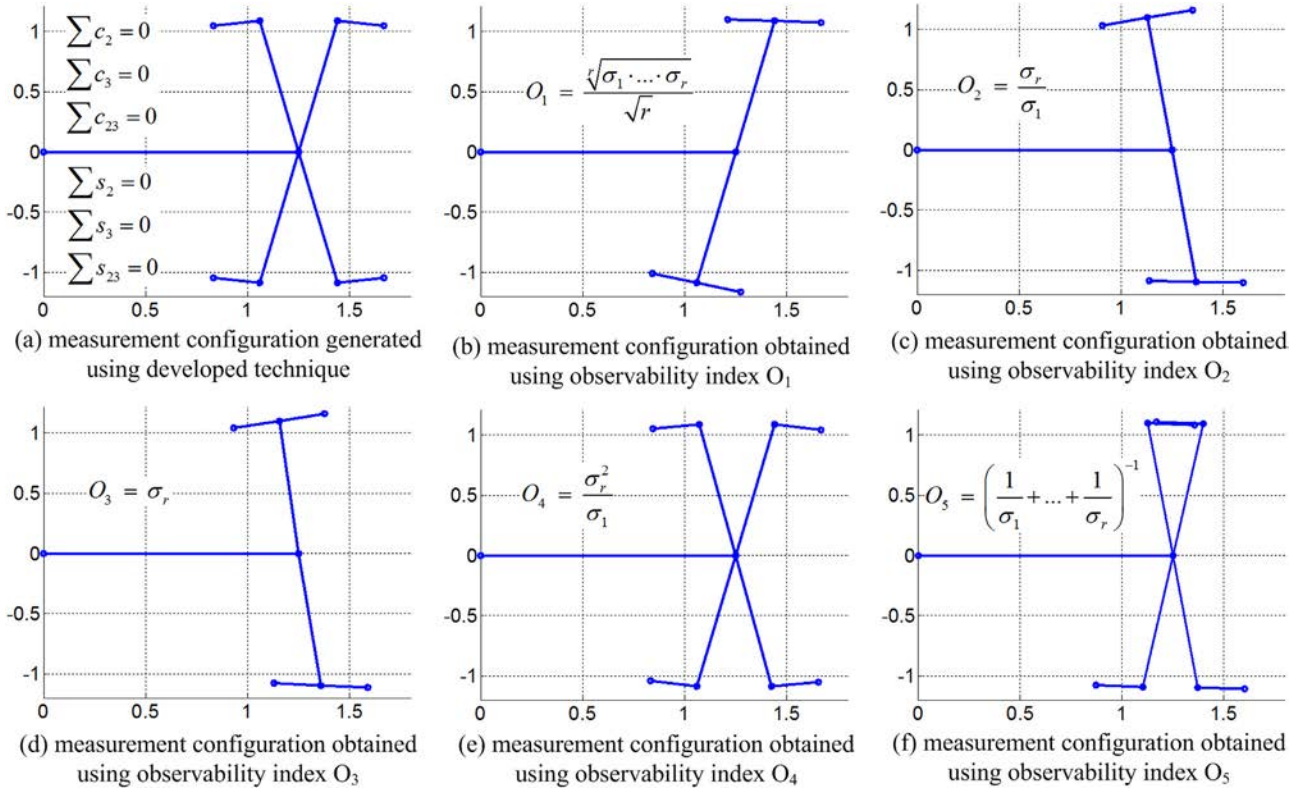 1
0.5
0
-0.5
-1
0 0.5 1 1.5
∑c₂ = 0
∑c₃ = 0
∑c₂₃ = 0
∑s₂ = 0
∑s₃ = 0
∑s₂₃ = 0
(a) measurement configuration generated
using developed technique
1
0.5
0
-0.5
-1
0 0.5 1 1.5
O₁ = ʳ√(σ₁·...·σᵣ) / √r
(b) measurement configuration obtained
using observability index O₁
1
0.5
0
-0.5
-1
0 0.5 1 1.5
O₂ = σᵣ / σ₁
(c) measurement configuration obtained
using observability index O₂
1
0.5
0
-0.5
-1
0 0.5 1 1.5
O₃ = σᵣ
(d) measurement configuration obtained
using observability index O₃
1
0.5
0
-0.5
-1
0 0.5 1 1.5
O₄ = σᵣ² / σ₁
(e) measurement configuration obtained
using observability index O₄
1
0.5
0
-0.5
-1
0 0.5 1 1.5
O₅ = (1/σ₁ + ... + 1/σᵣ)⁻¹
(f) measurement configuration obtained
using observability index O₅